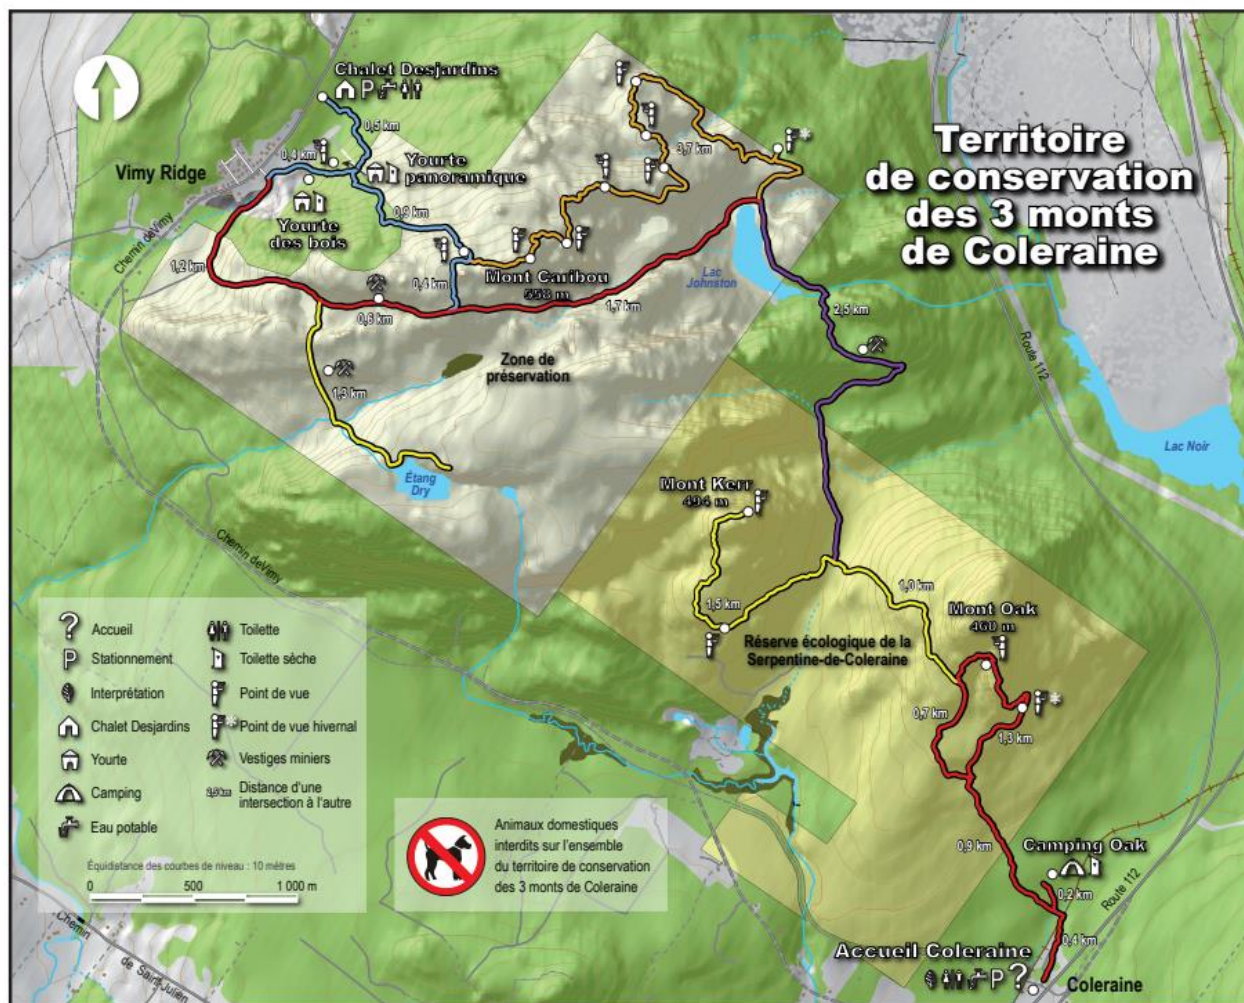 Territoire
de conservation
des 3 monts
de Coleraine
Chalet Desjardins
P
0,5 km
0,4 km
Vimy Ridge
Yourte
panoramique
Yourte
des bois
0,9 km
3,7 km
Chemin deVimy
1,2 km
0,4 km
Mont Caribou
558 m
0,6 km
1,7 km
Lac
Johnston
2,5 km
Route 112
Zone de
préservation
1,3 km
Étang
Dry
Lac Noir
Mont Kerr
494 m
Chemin deVimy
1,5 km
1,0 km
Mont Oak
460 m
Réserve écologique de la
Serpentine-de-Coleraine
0,7 km
1,3 km
0,9 km
Camping Oak
0,2 km
Route 112
0,4 km
Accueil Coleraine
P ?
Coleraine
? Accueil
P Stationnement
Interprétation
Chalet Desjardins
Yourte
Camping
Eau potable
Toilette
Toilette sèche
Point de vue
Point de vue hivernal
Vestiges miniers
2,5 km Distance d'une
intersection à l'autre
Équidistance des courbes de niveau : 10 mètres
0 500 1 000 m
Animaux domestiques
interdits sur l'ensemble
du territoire de conservation
des 3 monts de Coleraine
Chemin
de Saint-Julien